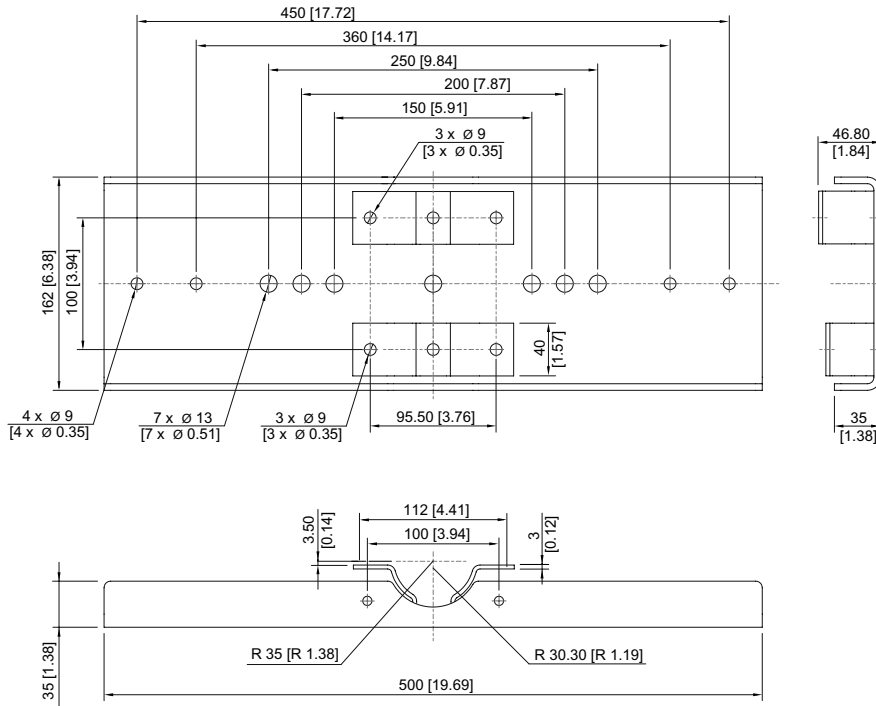 450 [17.72]
360 [14.17]
250 [9.84]
200 [7.87]
150 [5.91]
3 x Ø 9
[3 x Ø 0.35]
46.80
[1.84]
162 [6.38]
100 [3.94]
40
[1.57]
4 x Ø 9
[4 x Ø 0.35]
7 x Ø 13
[7 x Ø 0.51]
3 x Ø 9
[3 x Ø 0.35]
95.50 [3.76]
35
[1.38]
112 [4.41]
100 [3.94]
3.50
[0.14]
3
[0.12]
R 35 [R 1.38]
R 30.30 [R 1.19]
35 [1.38]
500 [19.69]